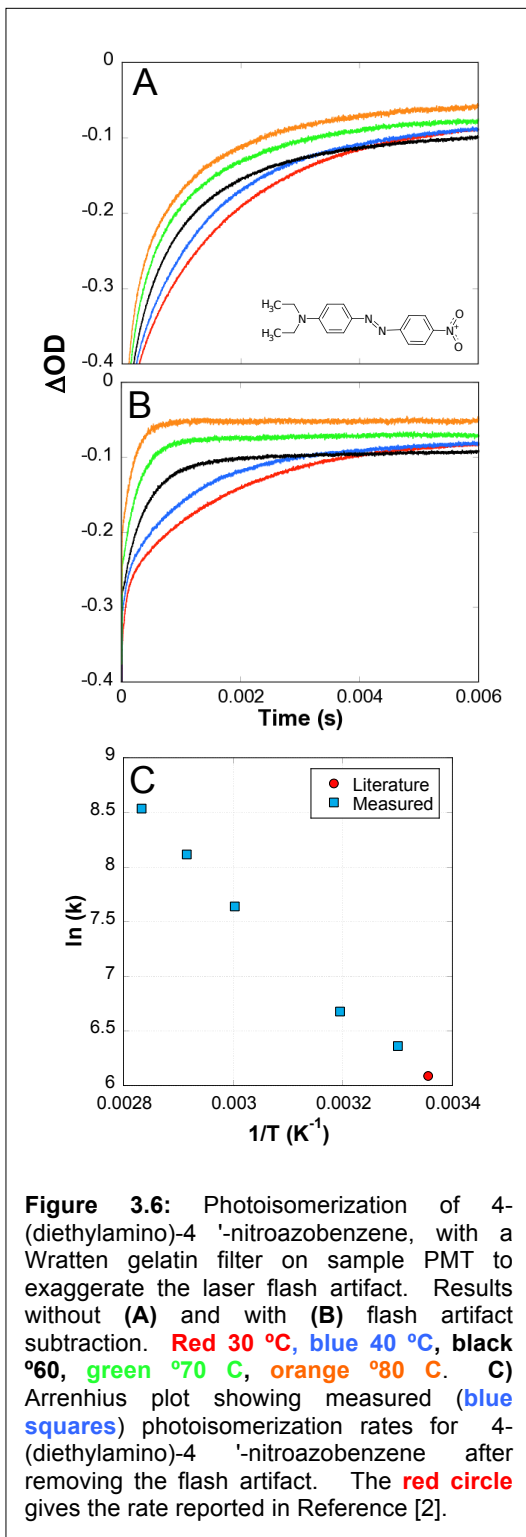 0
A
-0.1
-0.2
-0.3
-0.4
H₃C
H₃C
N
N
N
N⁺
O
O
ΔOD
0
B
-0.1
-0.2
-0.3
-0.4
0 0.002 0.004 0.006
Time (s)
9
C
Literature
Measured
8.5
8
7.5
7
6.5
6
ln (k)
0.0028 0.003 0.0032 0.0034
1/T (K⁻¹)
Figure 3.6: Photoisomerization of 4-
(diethylamino)-4 '-nitroazobenzene, with a
Wratten gelatin filter on sample PMT to
exaggerate the laser flash artifact. Results
without (A) and with (B) flash artifact
subtraction. Red 30 ºC, blue 40 ºC, black
º60, green º70 C, orange º80 C. C)
Arrenhius plot showing measured (blue
squares) photoisomerization rates for 4-
(diethylamino)-4 '-nitroazobenzene after
removing the flash artifact. The red circle
gives the rate reported in Reference [2].